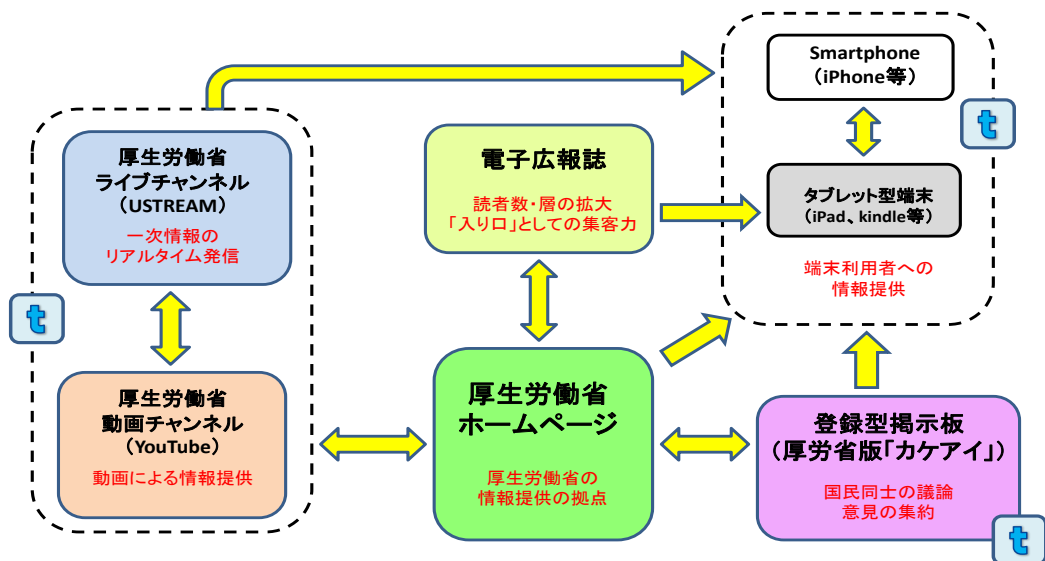 厚生労働省
ライブチャンネル
（USTREAM）
一次情報の
リアルタイム発信
t
厚生労働省
動画チャンネル
（YouTube）
動画による情報提供
電子広報誌
読者数・層の拡大
「入り口」としての集客力
厚生労働省
ホームページ
厚生労働省の
情報提供の拠点
Smartphone
（iPhone等）
t
タブレット型端末
（iPad、kindle等）
端末利用者への
情報提供
登録型掲示板
（厚労省版「カケアイ」）
国民同士の議論
意見の集約
t